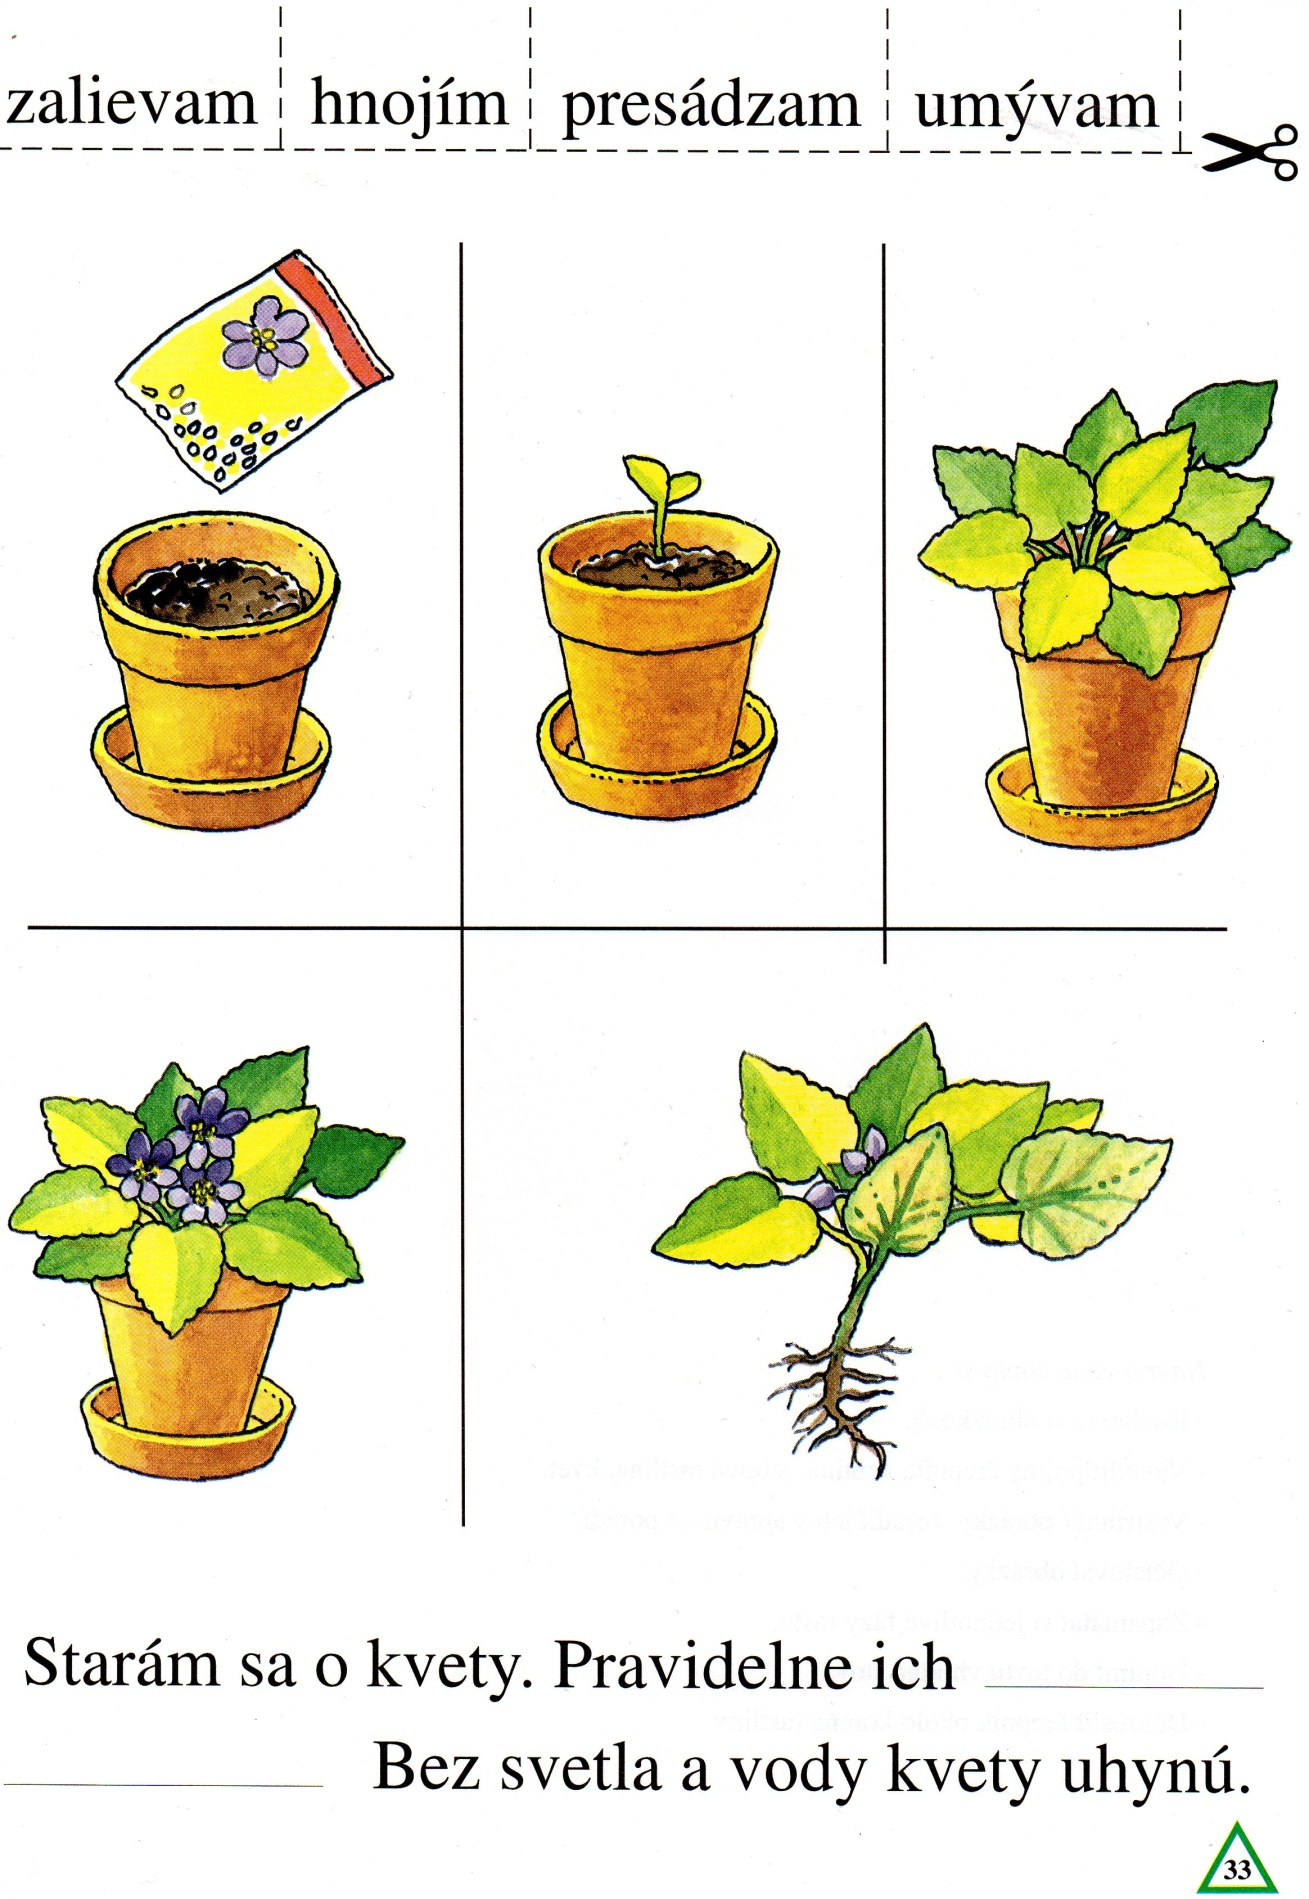 zalievam hnojím presádzam umývam
Starám sa o kvety. Pravidelne ich
Bez svetla a vody kvety uhynú.
33